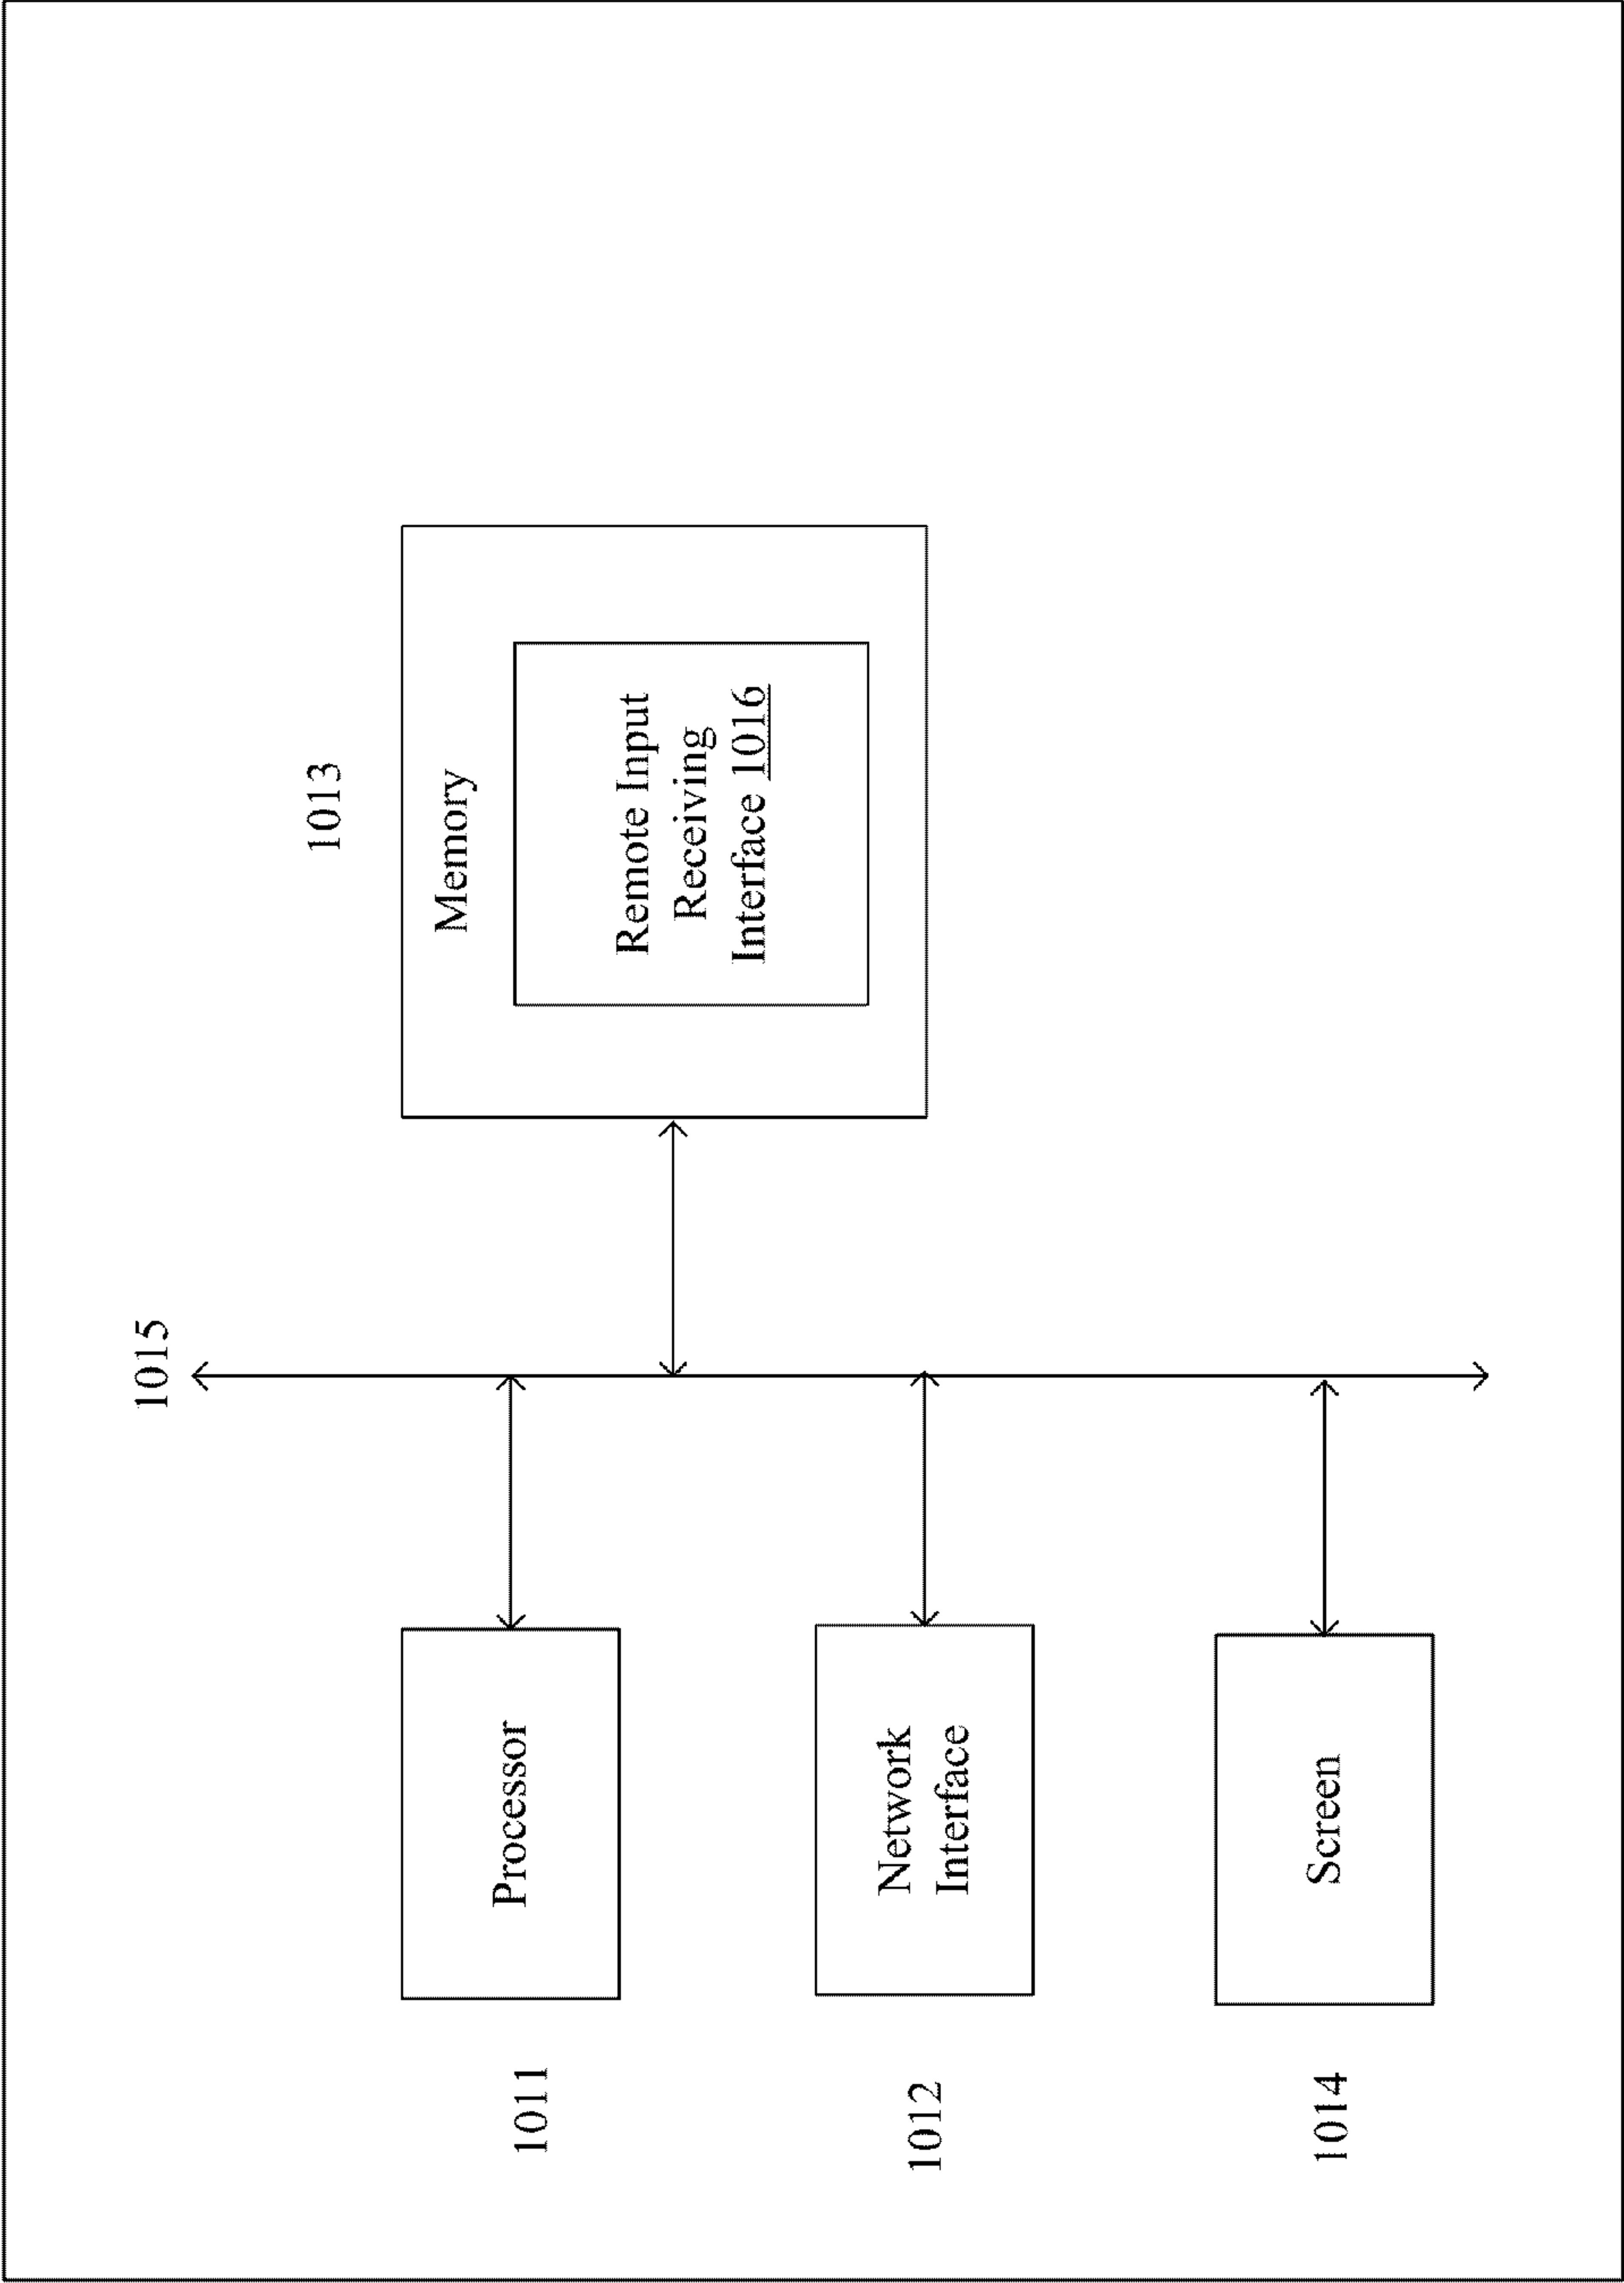 1015
1013
Memory
Remote Input
Receiving
Interface 1016
1011
Processor
1012
Network
Interface
1014
Screen